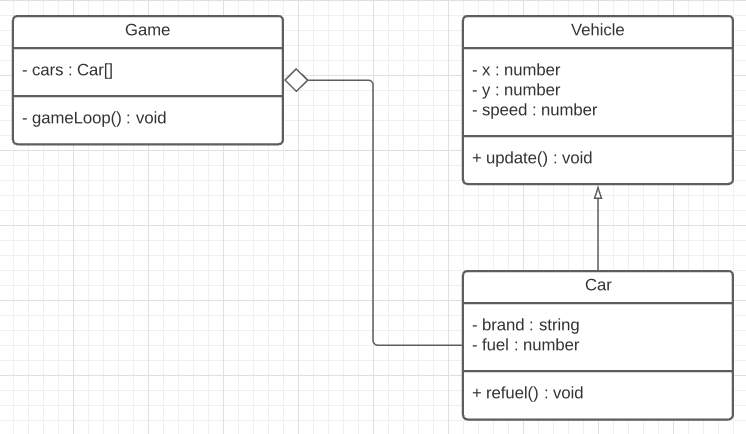 Game
- cars : Car[]
- gameLoop() : void
Vehicle
- x : number
- y : number
- speed : number
+ update() : void
Car
- brand : string
- fuel : number
+ refuel() : void